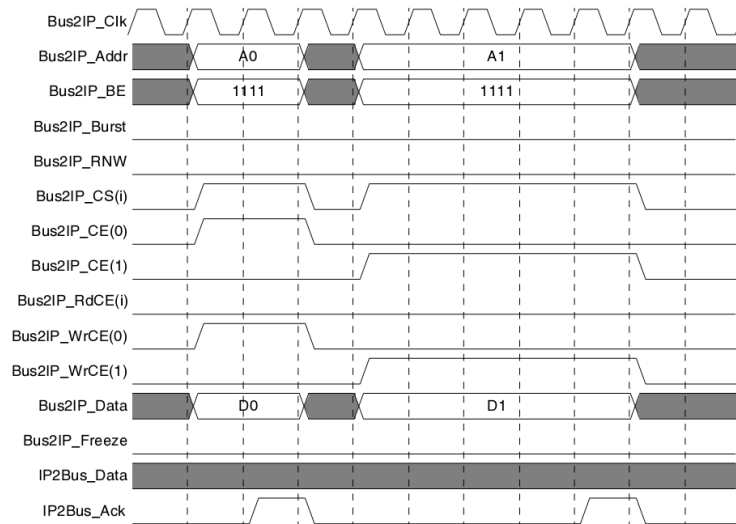 Bus2IP_Clk
Bus2IP_Addr A0 A1
Bus2IP_BE 1111 1111
Bus2IP_Burst
Bus2IP_RNW
Bus2IP_CS(i)
Bus2IP_CE(0)
Bus2IP_CE(1)
Bus2IP_RdCE(i)
Bus2IP_WrCE(0)
Bus2IP_WrCE(1)
Bus2IP_Data D0 D1
Bus2IP_Freeze
IP2Bus_Data
IP2Bus_Ack